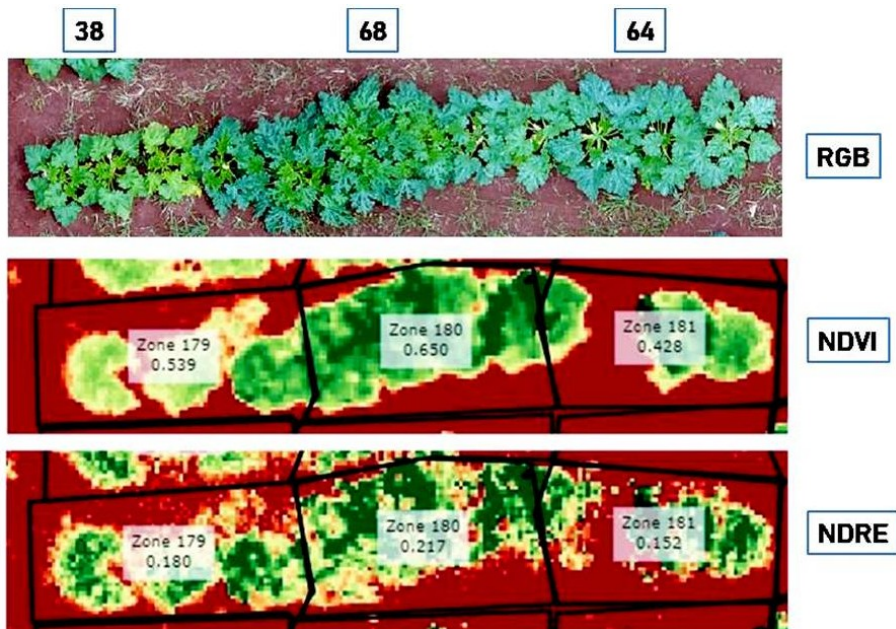 38
68
64
RGB
Zone 179
0.539
Zone 180
0.650
Zone 181
0.428
NDVI
Zone 179
0.180
Zone 180
0.217
Zone 181
0.152
NDRE